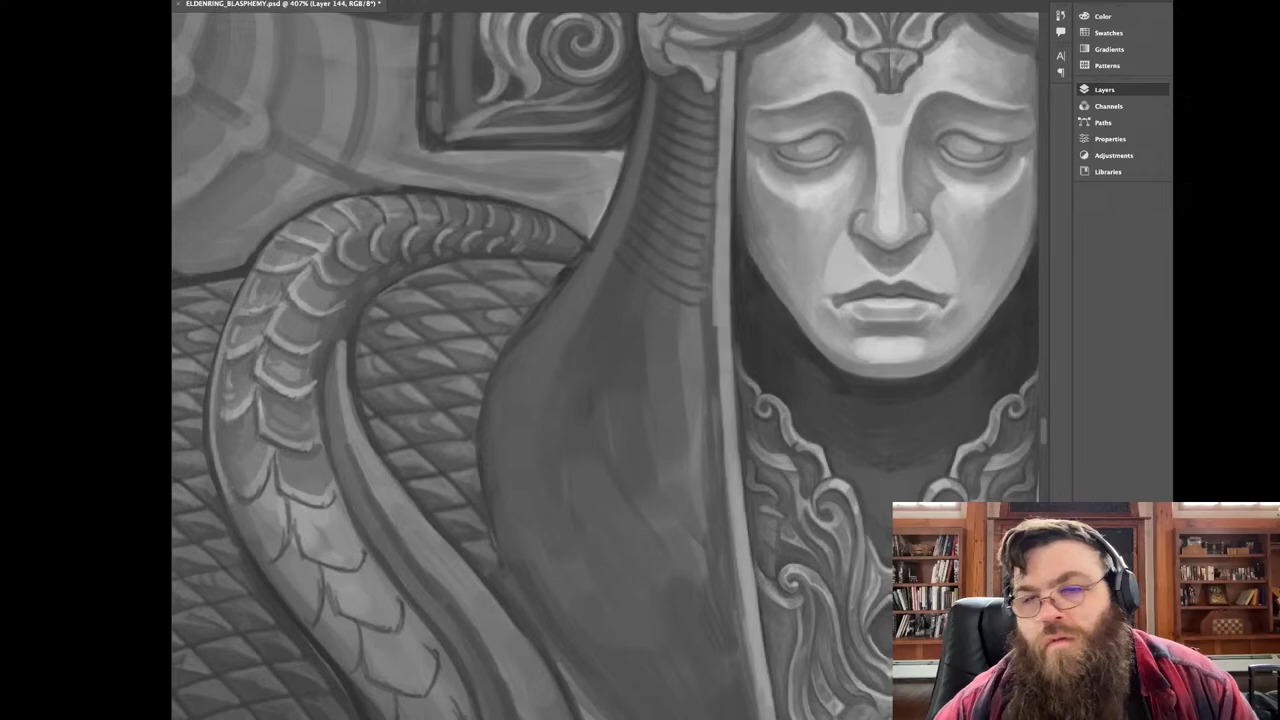 × ELDENRING_BLASPHEMY.psd @ 407% (Layer 144, RGB/8*) *
Color
Swatches
Gradients
Patterns
Layers
Channels
Paths
Properties
Adjustments
Libraries